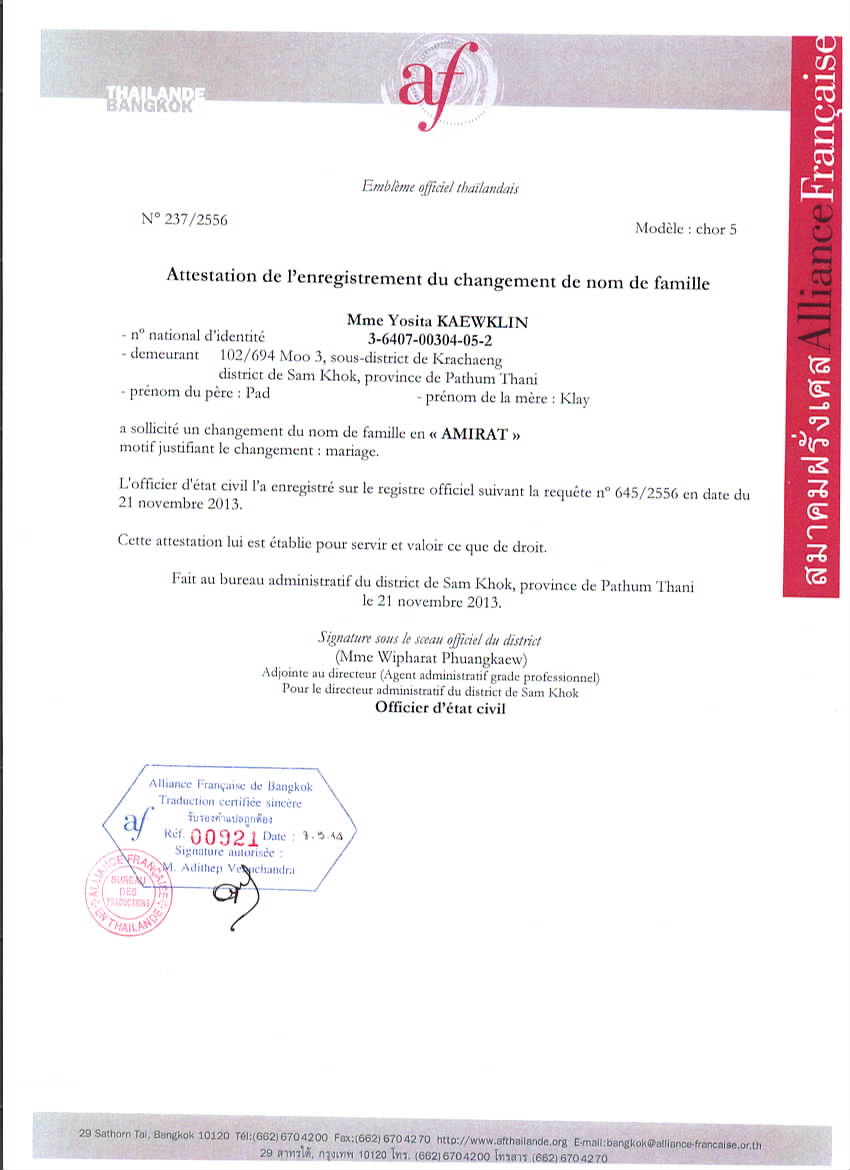 THAILANDE
BANGKOK
af
สมาคมฝรั่งเศส AllianceFrançaise
Emblème officiel thaïlandais
N° 237/2556
Modèle : chor 5
Attestation de l'enregistrement du changement de nom de famille
Mme Yosita KAEWKLIN
- n° national d'identité 3-6407-00304-05-2
- demeurant 102/694 Moo 3, sous-district de Krachaeng
district de Sam Khok, province de Pathum Thani
- prénom du père : Pad - prénom de la mère : Klay
a sollicité un changement du nom de famille en « AMIRAT »
motif justifiant le changement : mariage.
L'officier d'état civil l'a enregistré sur le registre officiel suivant la requête n° 645/2556 en date du
21 novembre 2013.
Cette attestation lui est établie pour servir et valoir ce que de droit.
Fait au bureau administratif du district de Sam Khok, province de Pathum Thani
le 21 novembre 2013.
Signature sous le sceau officiel du district
(Mme Wipharat Phuangkaew)
Adjointe au directeur (Agent administratif grade professionnel)
Pour le directeur administratif du district de Sam Khok
Officier d'état civil
Alliance Française de Bangkok
Traduction certifiée sincère
af
รับรองคำแปลถูกต้อง
Réf. 00921 Date :
Signature autorisée :
M. Adithep
ALLIANCE FRANÇAISE
BUREAU
DES
TRADUCTIONS
EN THAILANDE
29 Sathorn Tai, Bangkok 10120 Tél:(662) 670 4200 Fax:(662) 670 4270 http://www.afthailande.org E-mail:bangkok@alliance-francaise.or.th
29 สาทรใต้, กรุงเทพ 10120 โทร. (662) 670 4200 โทรสาร (662) 670 4270